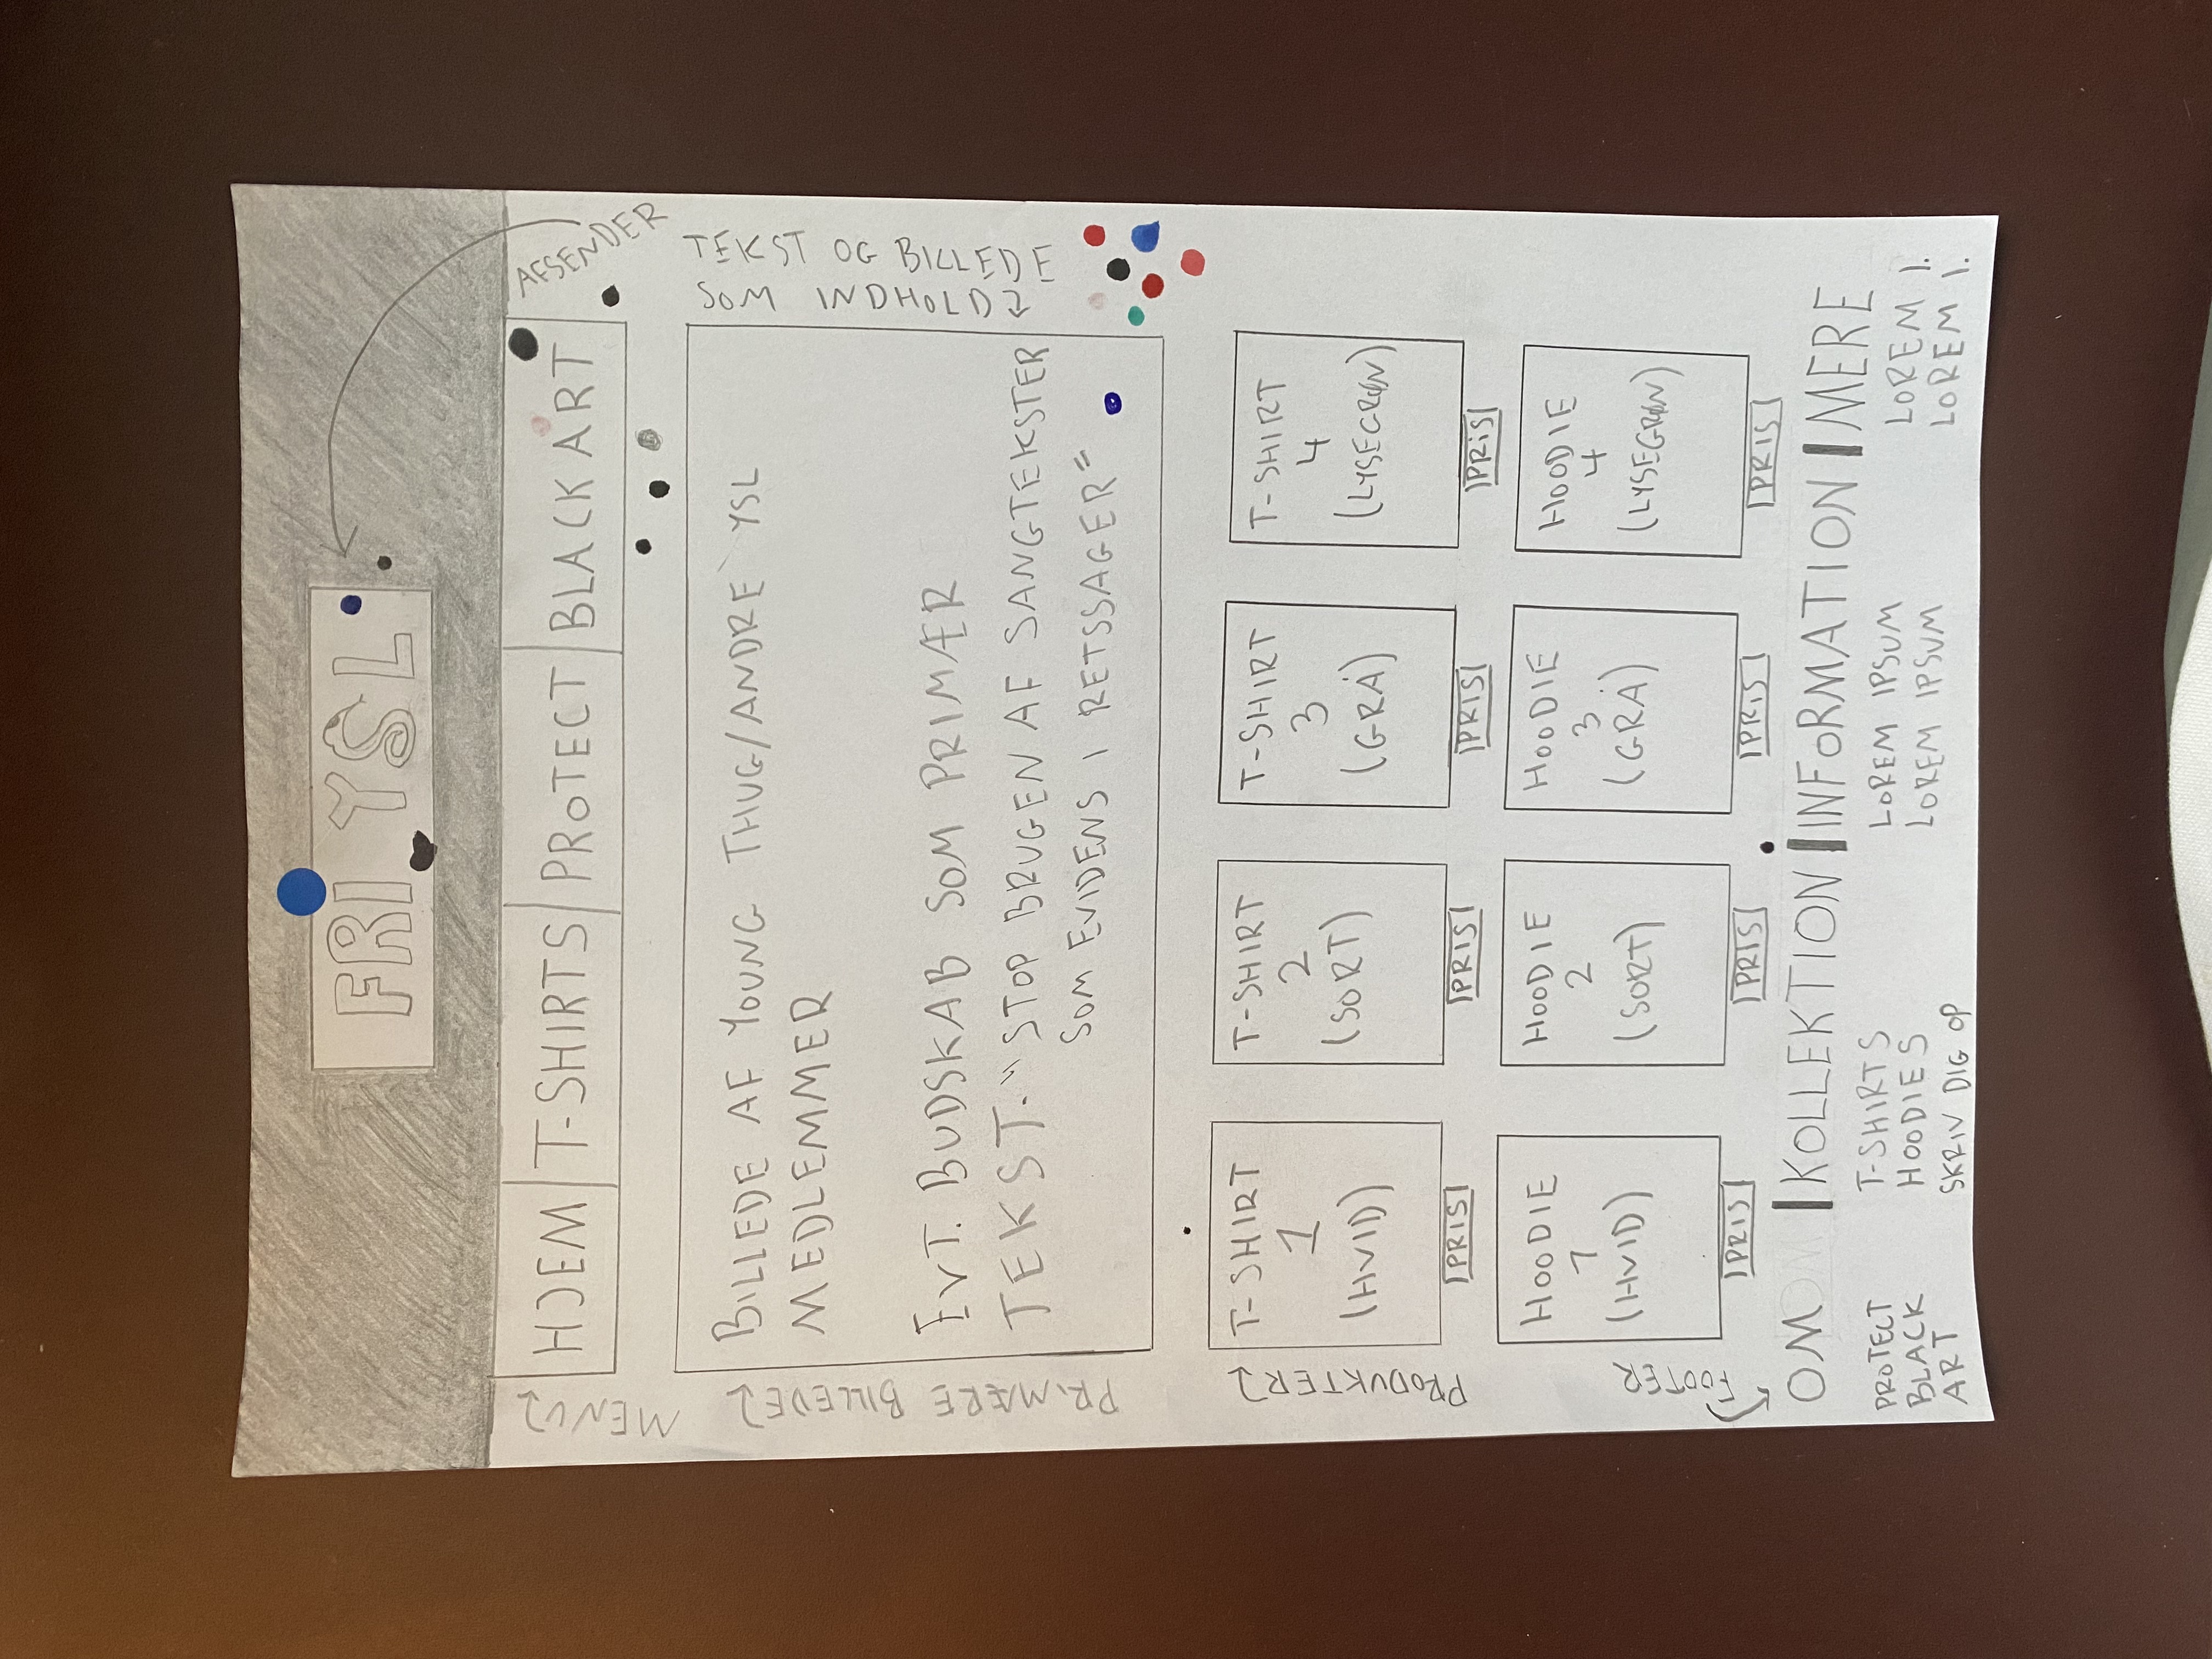 FRI YSL
AFSENDER
MENU
HJEM T-SHIRTS PROTECT BLACK ART
TEKST OG BILLEDE
SOM INDHOLD
PRIMÆRE BILLEDE
BILLEDE AF YOUNG THUG/ANDRE YSL
MEDLEMMER
EVT. BUDSKAB SOM PRIMÆR
TEKST. "STOP BRUGEN AF SANGTEKSTER
SOM EVIDENS I RETSSAGER"
PRODUKTER
T-SHIRT
1
(HVID)
PRIS
T-SHIRT
2
(SORT)
PRIS
T-SHIRT
3
(GRÅ)
PRIS
T-SHIRT
4
(LYSEGRØN)
PRIS
HOODIE
1
(HVID)
PRIS
HOODIE
2
(SORT)
PRIS
HOODIE
3
(GRÅ)
PRIS
HOODIE
4
(LYSEGRØN)
PRIS
FOOTER
OM KOLLEKTION INFORMATION MERE
PROTECT
BLACK
ART
T-SHIRTS
HOODIES
SKRIV DIG OP
LOREM IPSUM
LOREM IPSUM
LOREM I.
LOREM I.